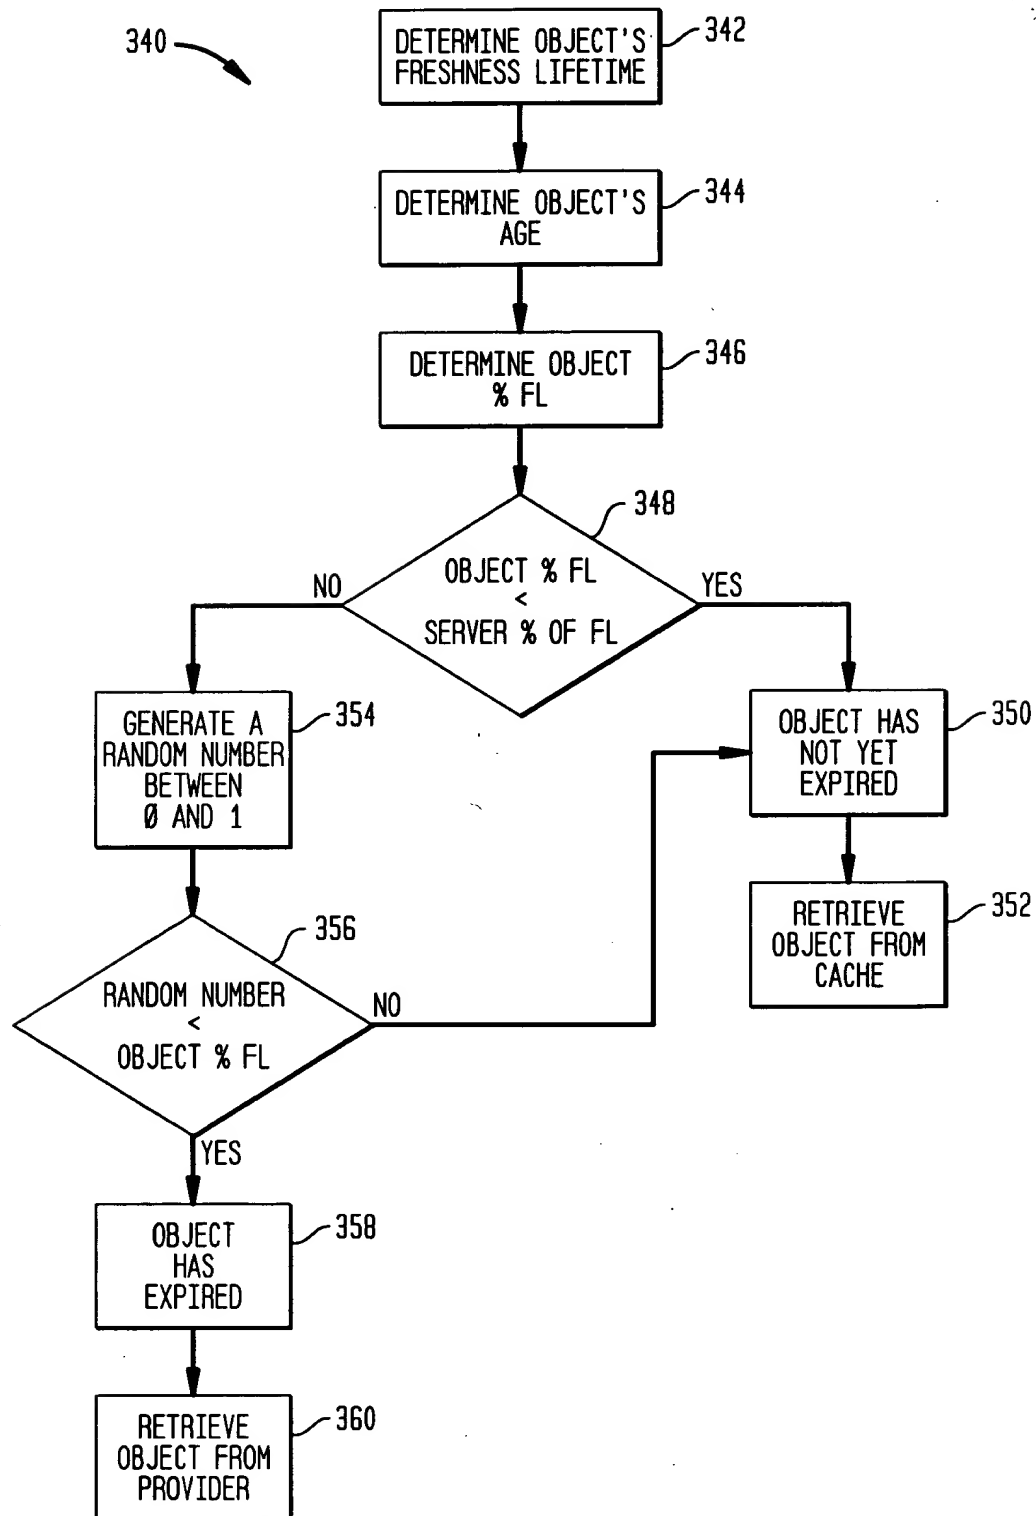 340
DETERMINE OBJECT'S
FRESHNESS LIFETIME
342
DETERMINE OBJECT'S
AGE
344
DETERMINE OBJECT
% FL
346
348
OBJECT % FL
<
SERVER % OF FL
NO
YES
GENERATE A
RANDOM NUMBER
BETWEEN
Ø AND 1
354
OBJECT HAS
NOT YET
EXPIRED
350
RETRIEVE
OBJECT FROM
CACHE
352
356
RANDOM NUMBER
<
OBJECT % FL
NO
YES
OBJECT
HAS
EXPIRED
358
RETRIEVE
OBJECT FROM
PROVIDER
360